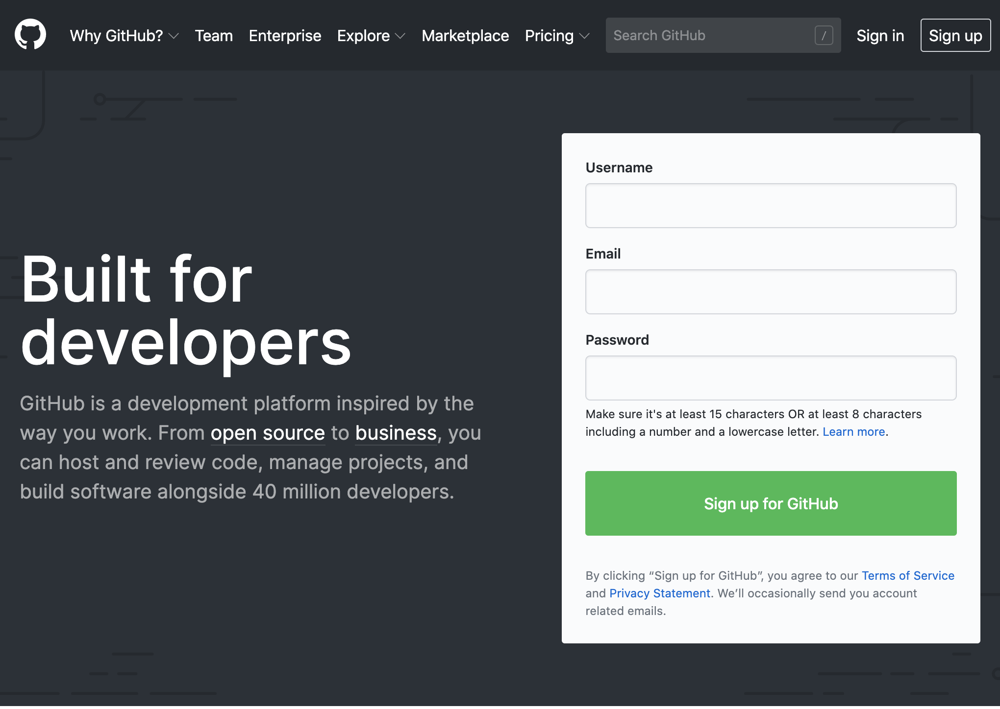 Why GitHub? Team Enterprise Explore Marketplace Pricing Search GitHub / Sign in Sign up
Built for
developers
GitHub is a development platform inspired by the
way you work. From open source to business, you
can host and review code, manage projects, and
build software alongside 40 million developers.
Username
Email
Password
Make sure it's at least 15 characters OR at least 8 characters
including a number and a lowercase letter. Learn more.
Sign up for GitHub
By clicking “Sign up for GitHub”, you agree to our Terms of Service
and Privacy Statement. We’ll occasionally send you account
related emails.